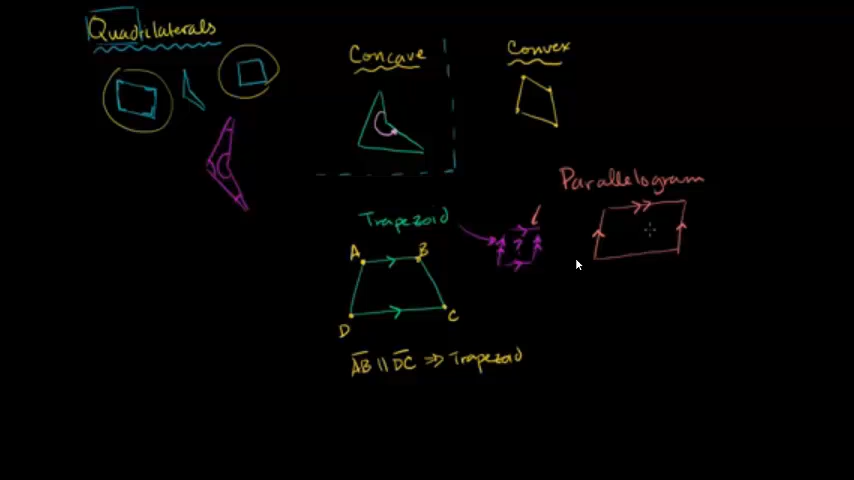 Quadrilaterals
Concave
Convex
Parallelogram
Trapezoid
?
A
B
D
C
AB || DC => Trapezoid